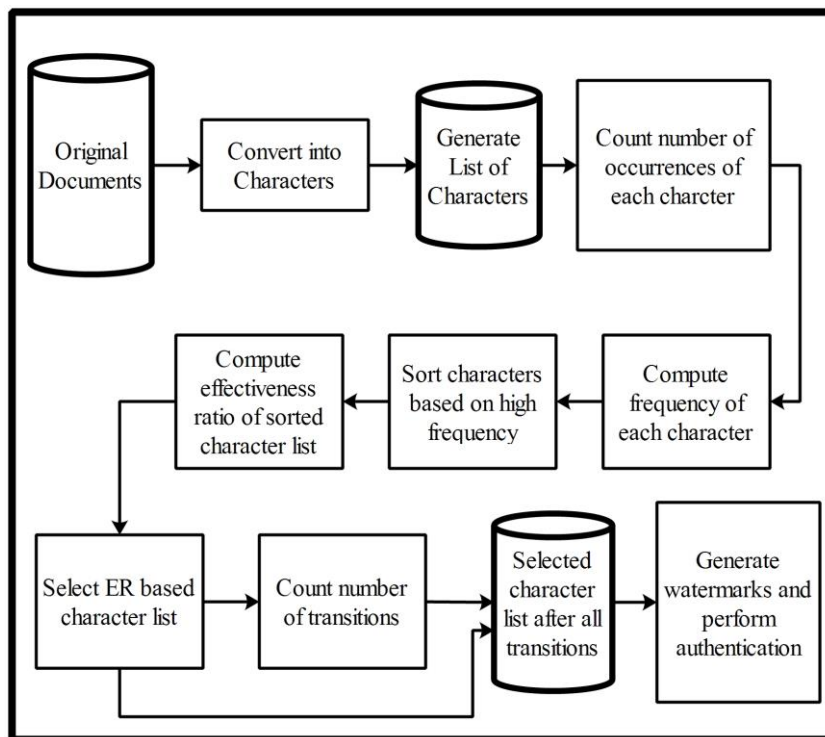 Original
Documents
Convert into
Characters
Generate
List of
Characters
Count number of
occurrences of
each charcter
Compute
effectiveness
ratio of sorted
character list
Sort characters
based on high
frequency
Compute
frequency of
each character
Select ER based
character list
Count number
of transitions
Selected
character
list after all
transitions
Generate
watermarks and
perform
authentication